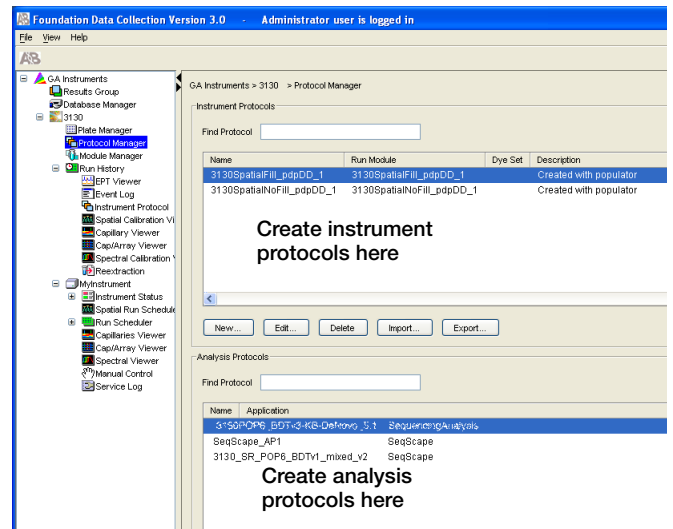 Foundation Data Collection Version 3.0 - Administrator user is logged in
File View Help
AB
GA Instruments
Results Group
Database Manager
3130
Plate Manager
Protocol Manager
Module Manager
Run History
EPT Viewer
Event Log
Instrument Protocol
Spatial Calibration Vi
Capillary Viewer
Cap/Array Viewer
Spectral Calibration
Reextraction
MyInstrument
Instrument Status
Spatial Run Schedule
Run Scheduler
Capillaries Viewer
Cap/Array Viewer
Spectral Viewer
Manual Control
Service Log
GA Instruments > 3130 > Protocol Manager
Instrument Protocols
Find Protocol
Name Run Module Dye Set Description
3130SpatialFill_pdpDD_1 3130SpatialFill_pdpDD_1 Created with populator
3130SpatialNoFill_pdpDD_1 3130SpatialNoFill_pdpDD_1 Created with populator
Create instrument
protocols here
New... Edit... Delete Import... Export...
Analysis Protocols
Find Protocol
Name Application
SequencingAnalysis
SeqScape_AP1 SeqScape
3130_SR_POP6_BDTv1_mixed_v2 SeqScape
Create analysis
protocols here